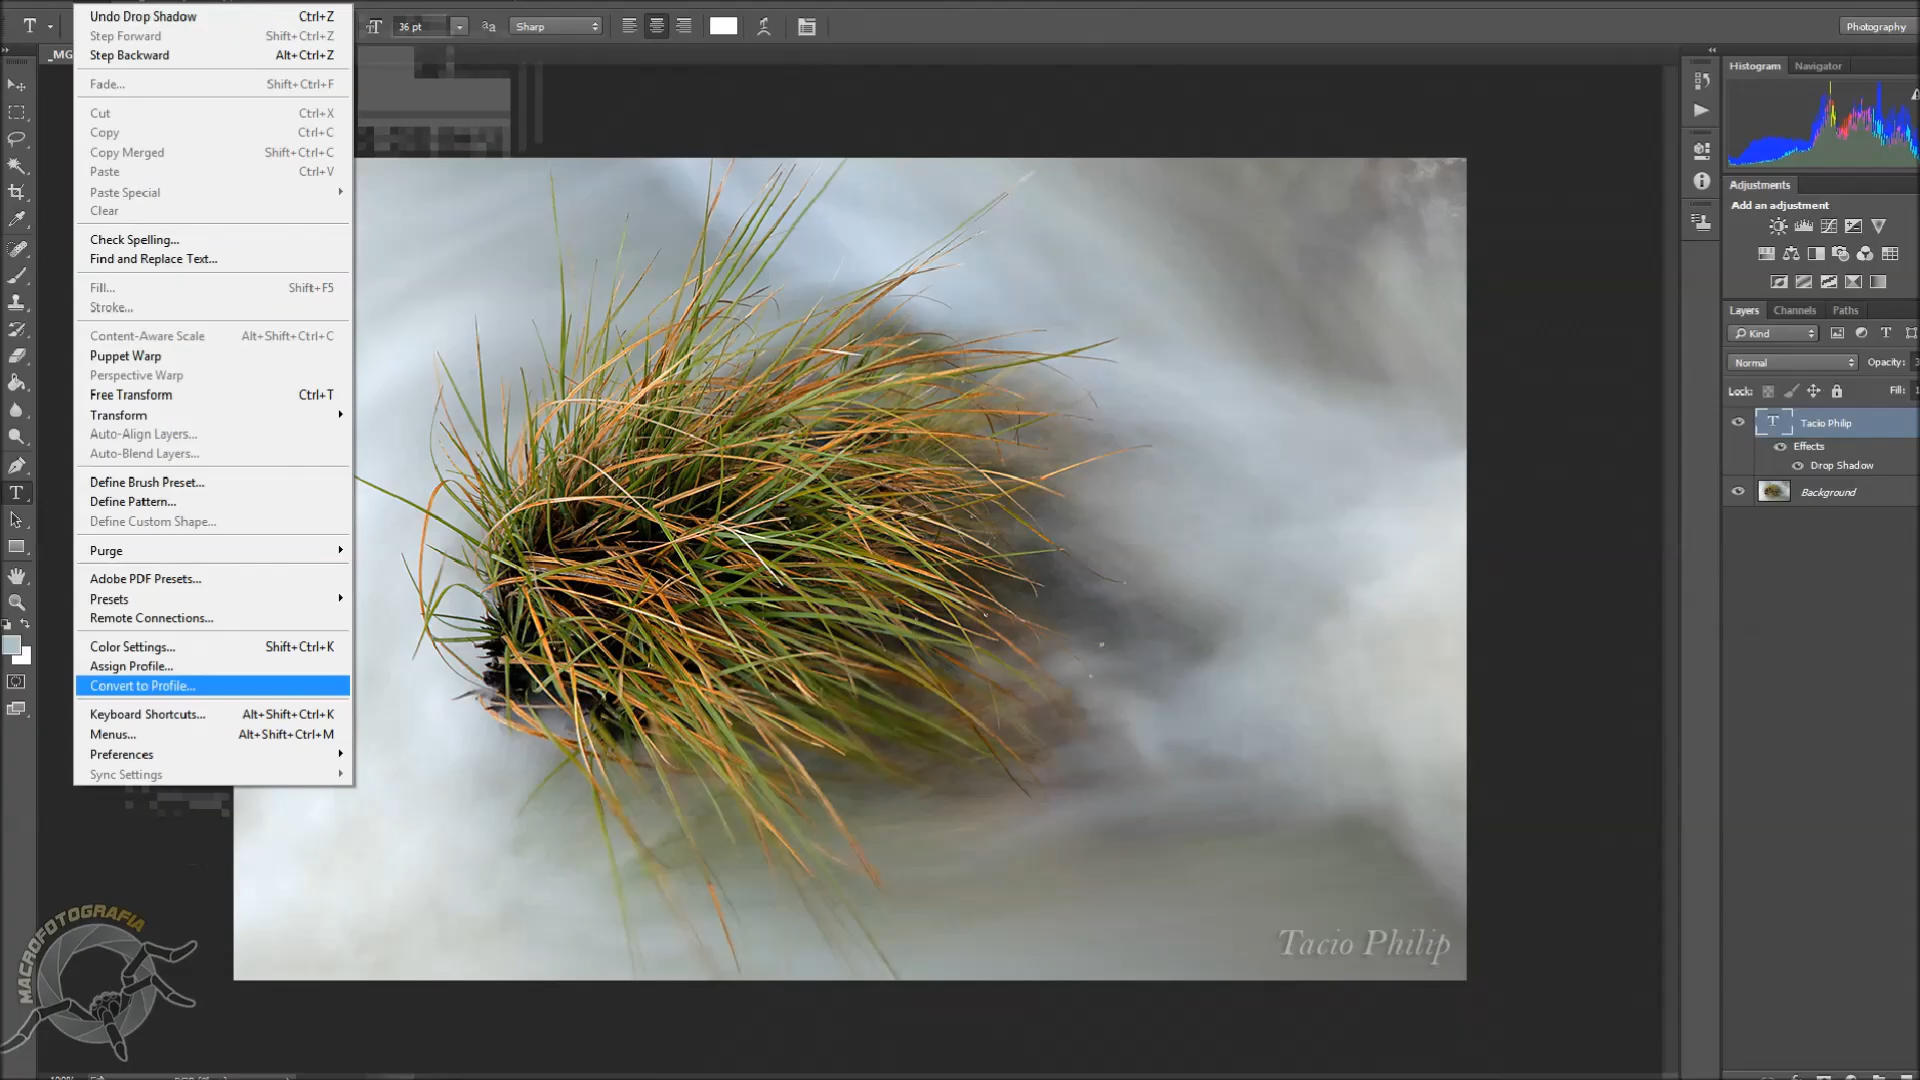 Undo Drop Shadow Ctrl+Z
Step Forward Shift+Ctrl+Z
Step Backward Alt+Ctrl+Z
Fade... Shift+Ctrl+F
Cut Ctrl+X
Copy Ctrl+C
Copy Merged Shift+Ctrl+C
Paste Ctrl+V
Paste Special
Clear
Check Spelling...
Find and Replace Text...
Fill... Shift+F5
Stroke...
Content-Aware Scale Alt+Shift+Ctrl+C
Puppet Warp
Perspective Warp
Free Transform Ctrl+T
Transform
Auto-Align Layers...
Auto-Blend Layers...
Define Brush Preset...
Define Pattern...
Define Custom Shape...
Purge
Adobe PDF Presets...
Presets
Remote Connections...
Color Settings... Shift+Ctrl+K
Assign Profile...
Convert to Profile...
Keyboard Shortcuts... Alt+Shift+Ctrl+K
Menus... Alt+Shift+Ctrl+M
Preferences
Sync Settings
36 pt
aa
Sharp
Photography
_MG
Histogram Navigator
Adjustments
Add an adjustment
Layers Channels Paths
Kind
Normal Opacity:
Lock: Fill:
Tacio Philip
Effects
Drop Shadow
Background
Tacio Philip
MACROFOTOGRAFIA